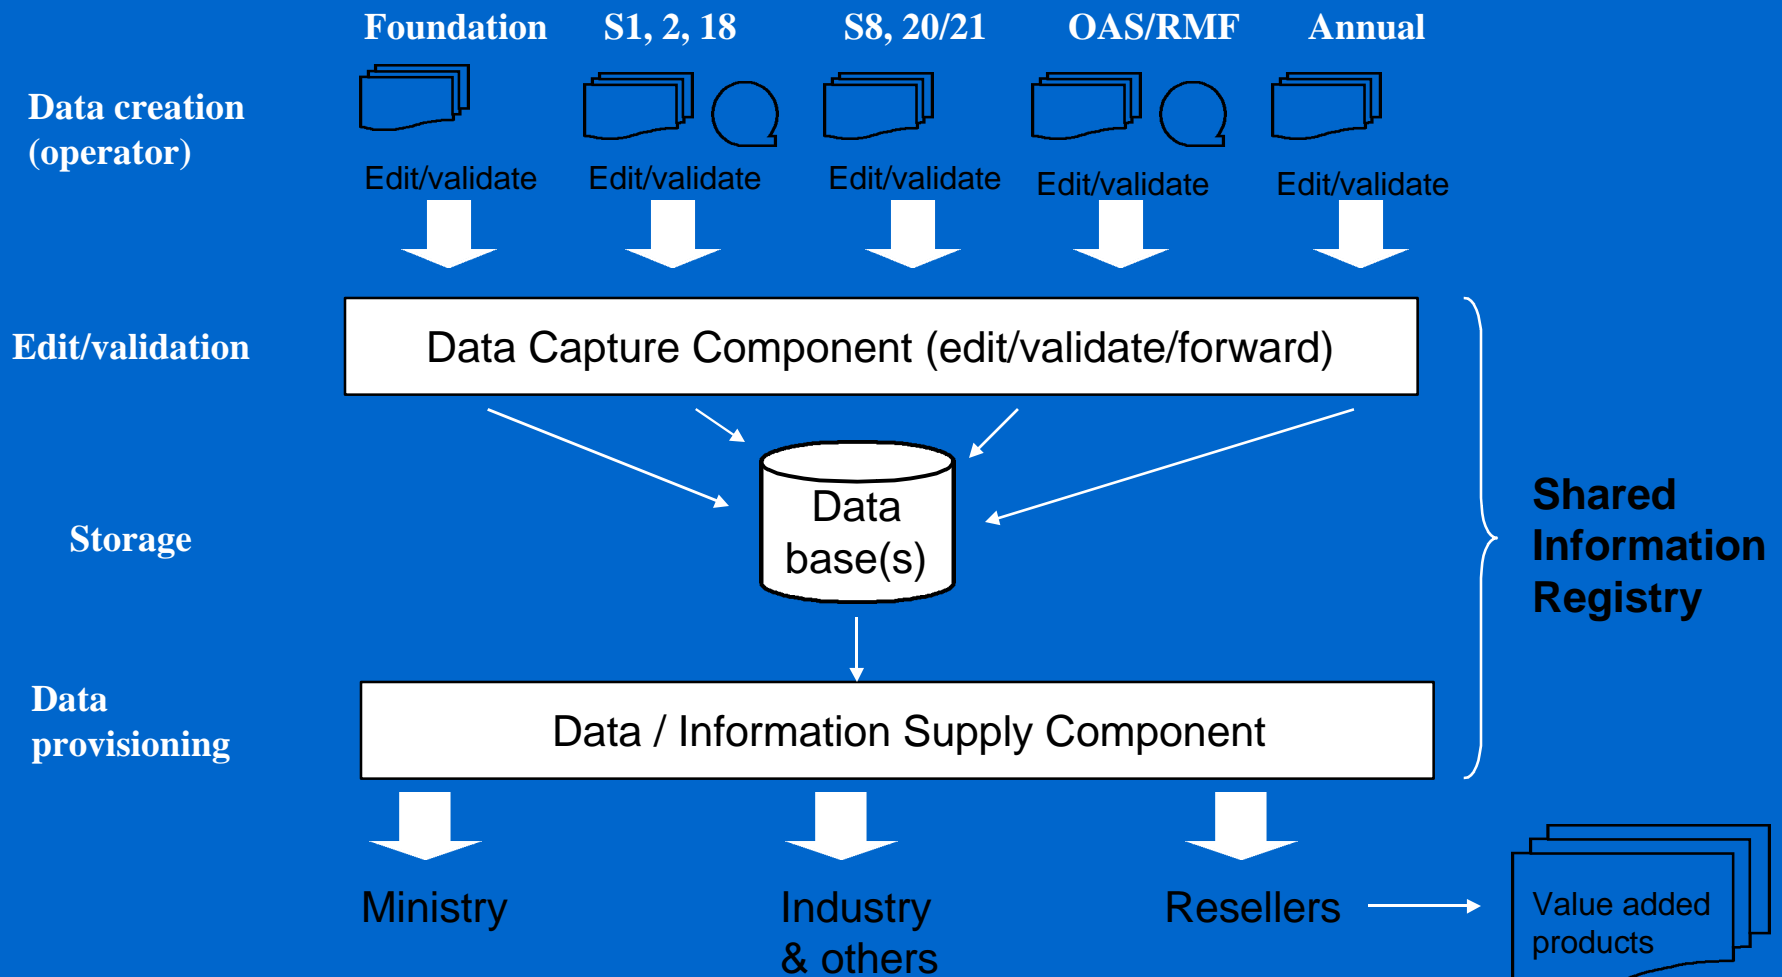 Foundation
S1, 2, 18
S8, 20/21
OAS/RMF
Annual
Data creation
(operator)
Edit/validate
Edit/validate
Edit/validate
Edit/validate
Edit/validate
Edit/validation
Data Capture Component (edit/validate/forward)
Storage
Data
base(s)
Shared
Information
Registry
Data
provisioning
Data / Information Supply Component
Ministry
Industry
& others
Resellers
Value added
products